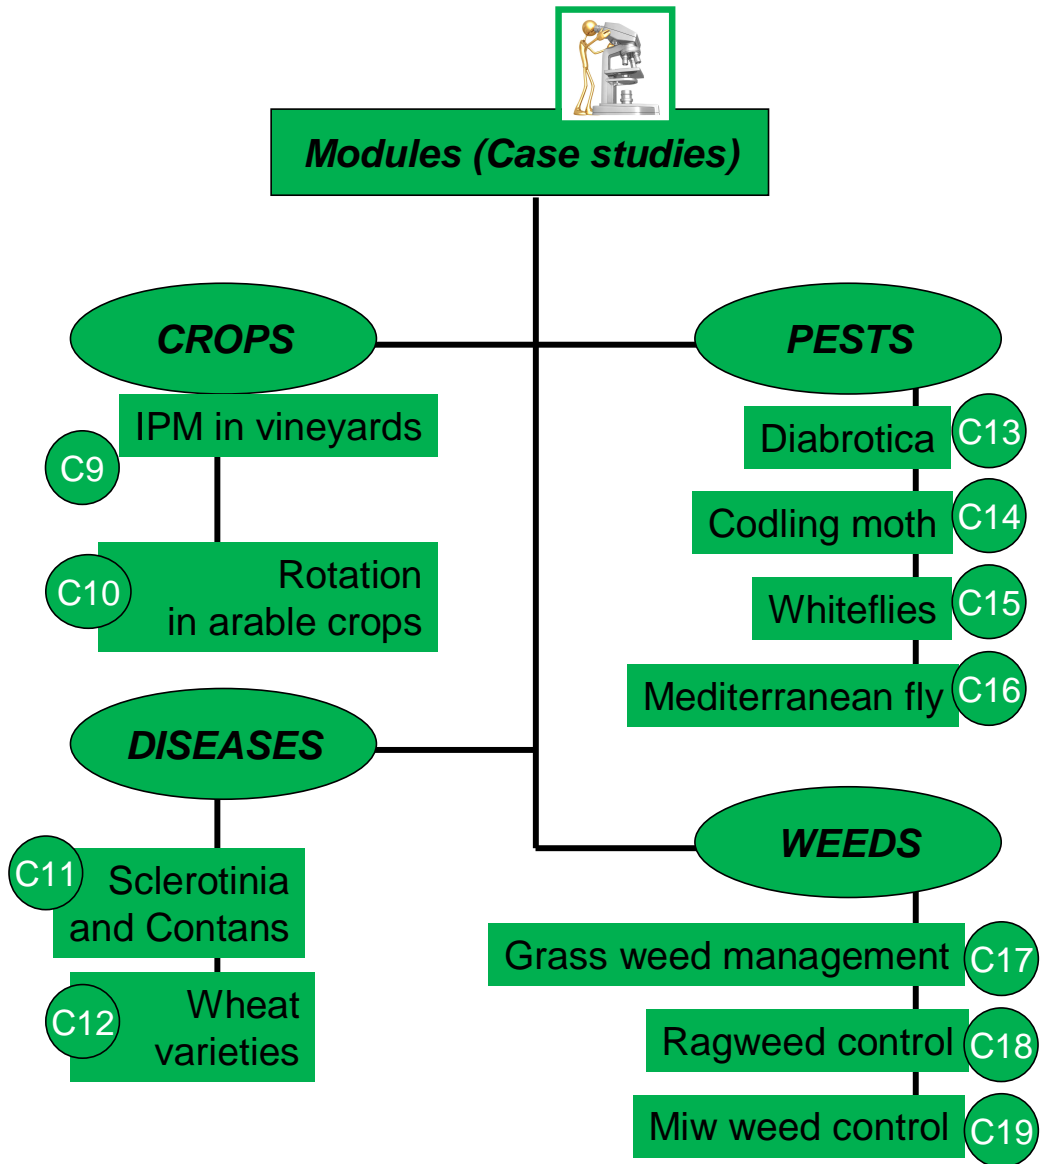 Modules (Case studies)
CROPS
IPM in vineyards
C9
C10
Rotation
in arable crops
PESTS
Diabrotica
C13
Codling moth
C14
Whiteflies
C15
Mediterranean fly
C16
DISEASES
C11
Sclerotinia
and Contans
C12
Wheat
varieties
WEEDS
Grass weed management
C17
Ragweed control
C18
Miw weed control
C19